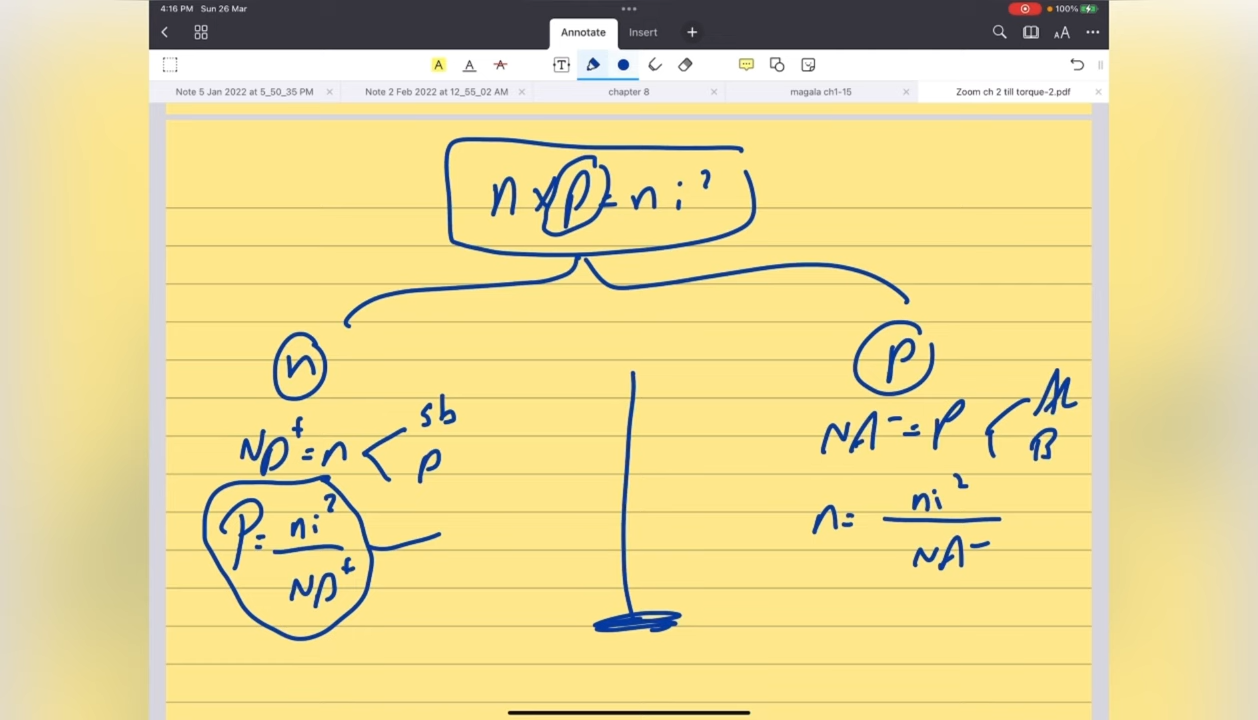 4:16 PM Sun 26 Mar
100%
Annotate Insert
A A A T AA
Note 5 Jan 2022 at 5_50_35 PM
Note 2 Feb 2022 at 12_55_02 AM
chapter 8
magala ch1-15
Zoom ch 2 till torque-2.pdf
n × p = ni²
n
ND⁺ = n
sb
p
P = ni² / ND⁺
p
NA⁻ = P
AL
B
n = ni² / NA⁻